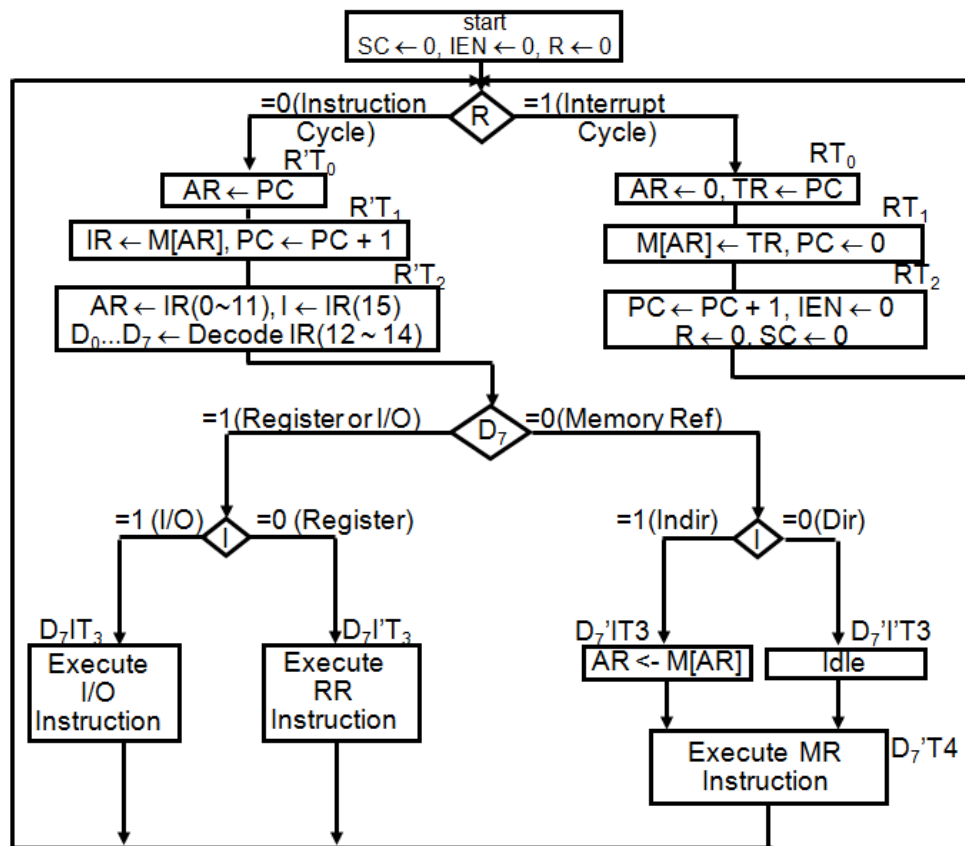 start
SC ← 0, IEN ← 0, R ← 0
R
=0(Instruction
Cycle)
=1(Interrupt
Cycle)
R'T₀
AR ← PC
R'T₁
IR ← M[AR], PC ← PC + 1
R'T₂
AR ← IR(0~11), I ← IR(15)
D₀...D₇ ← Decode IR(12 ~ 14)
RT₀
AR ← 0, TR ← PC
RT₁
M[AR] ← TR, PC ← 0
RT₂
PC ← PC + 1, IEN ← 0
R ← 0, SC ← 0
=1(Register or I/O)
D₇
=0(Memory Ref)
=1 (I/O)
I
=0 (Register)
=1(Indir)
I
=0(Dir)
D₇IT₃
Execute
I/O
Instruction
D₇I'T₃
Execute
RR
Instruction
D₇'IT3
AR <- M[AR]
D₇'I'T3
Idle
Execute MR
Instruction
D₇'T4